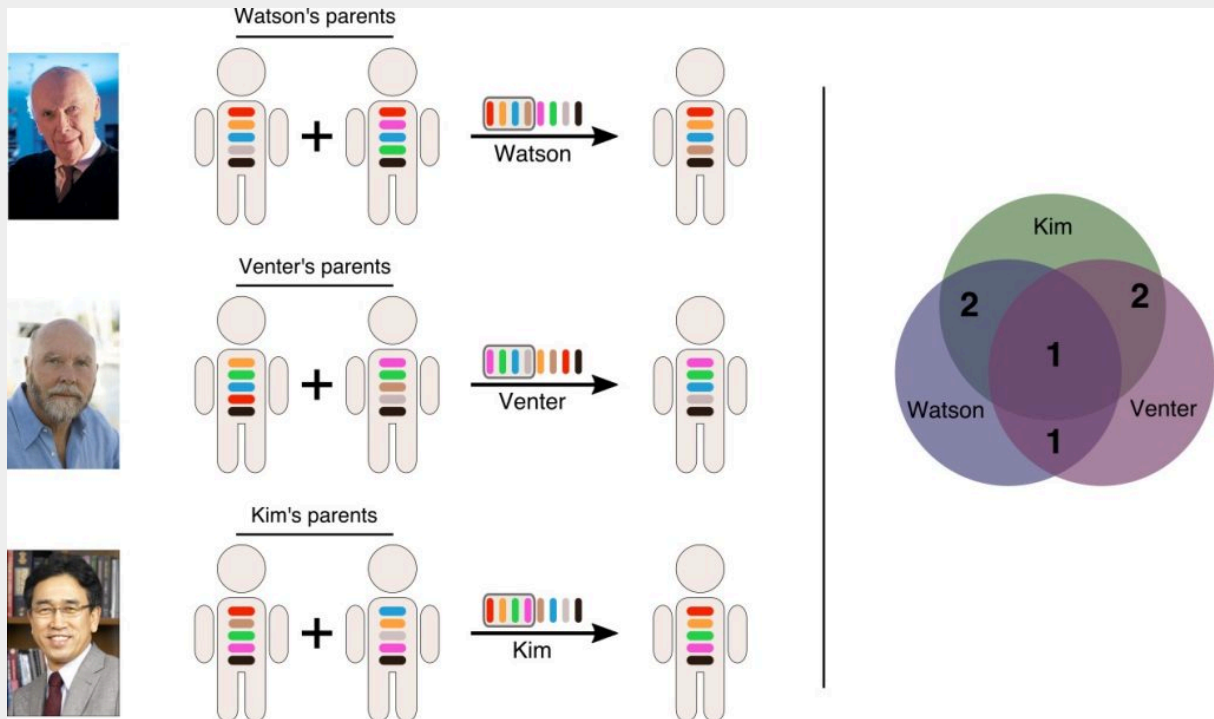 Watson's parents
Watson
Venter's parents
Venter
Kim's parents
Kim
Kim
2
2
1
Watson
Venter
1